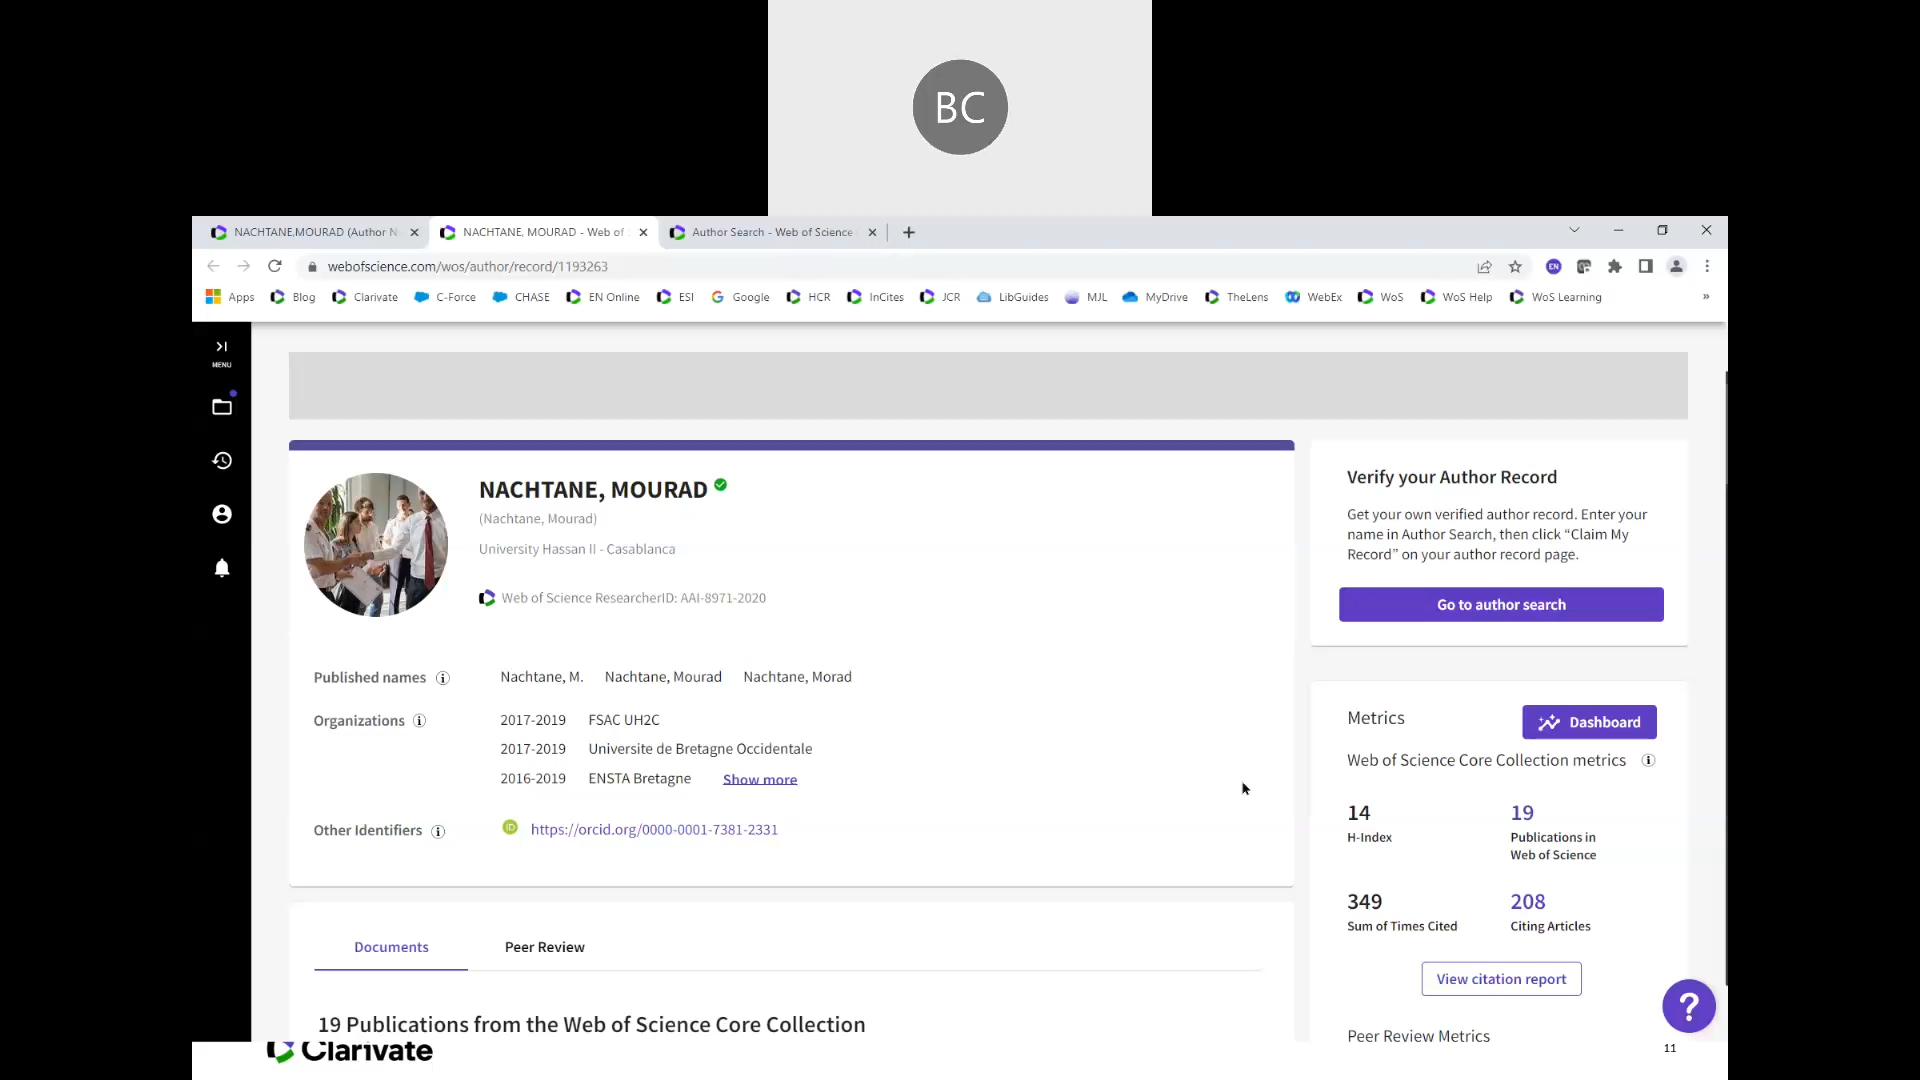 BC
NACHTANE,MOURAD (Author N
NACHTANE, MOURAD - Web of
Author Search - Web of Science
webofscience.com/wos/author/record/1193263
EN
Apps
Blog
Clarivate
C-Force
CHASE
EN Online
ESI
Google
HCR
InCites
JCR
LibGuides
MJL
MyDrive
TheLens
WebEx
WoS
WoS Help
WoS Learning
»
MENU
NACHTANE, MOURAD
(Nachtane, Mourad)
University Hassan II - Casablanca
Web of Science ResearcherID: AAI-8971-2020
Published names
Nachtane, M. Nachtane, Mourad Nachtane, Morad
Organizations
2017-2019 FSAC UH2C
2017-2019 Universite de Bretagne Occidentale
2016-2019 ENSTA Bretagne Show more
Other Identifiers
iD https://orcid.org/0000-0001-7381-2331
Documents
Peer Review
19 Publications from the Web of Science Core Collection
Verify your Author Record
Get your own verified author record. Enter your
name in Author Search, then click “Claim My
Record” on your author record page.
Go to author search
Metrics
Dashboard
Web of Science Core Collection metrics
14
H-Index
19
Publications in
Web of Science
349
Sum of Times Cited
208
Citing Articles
View citation report
Peer Review Metrics
?
Clarivate
11